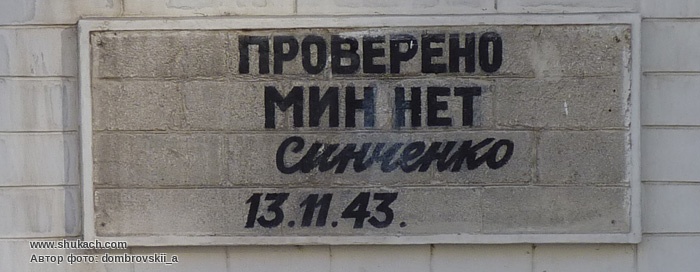 ПРОВЕРЕНО
МИН НЕТ
Синченко
13.11.43.
www.shukach.com
Автор фото: dombrovskii_a